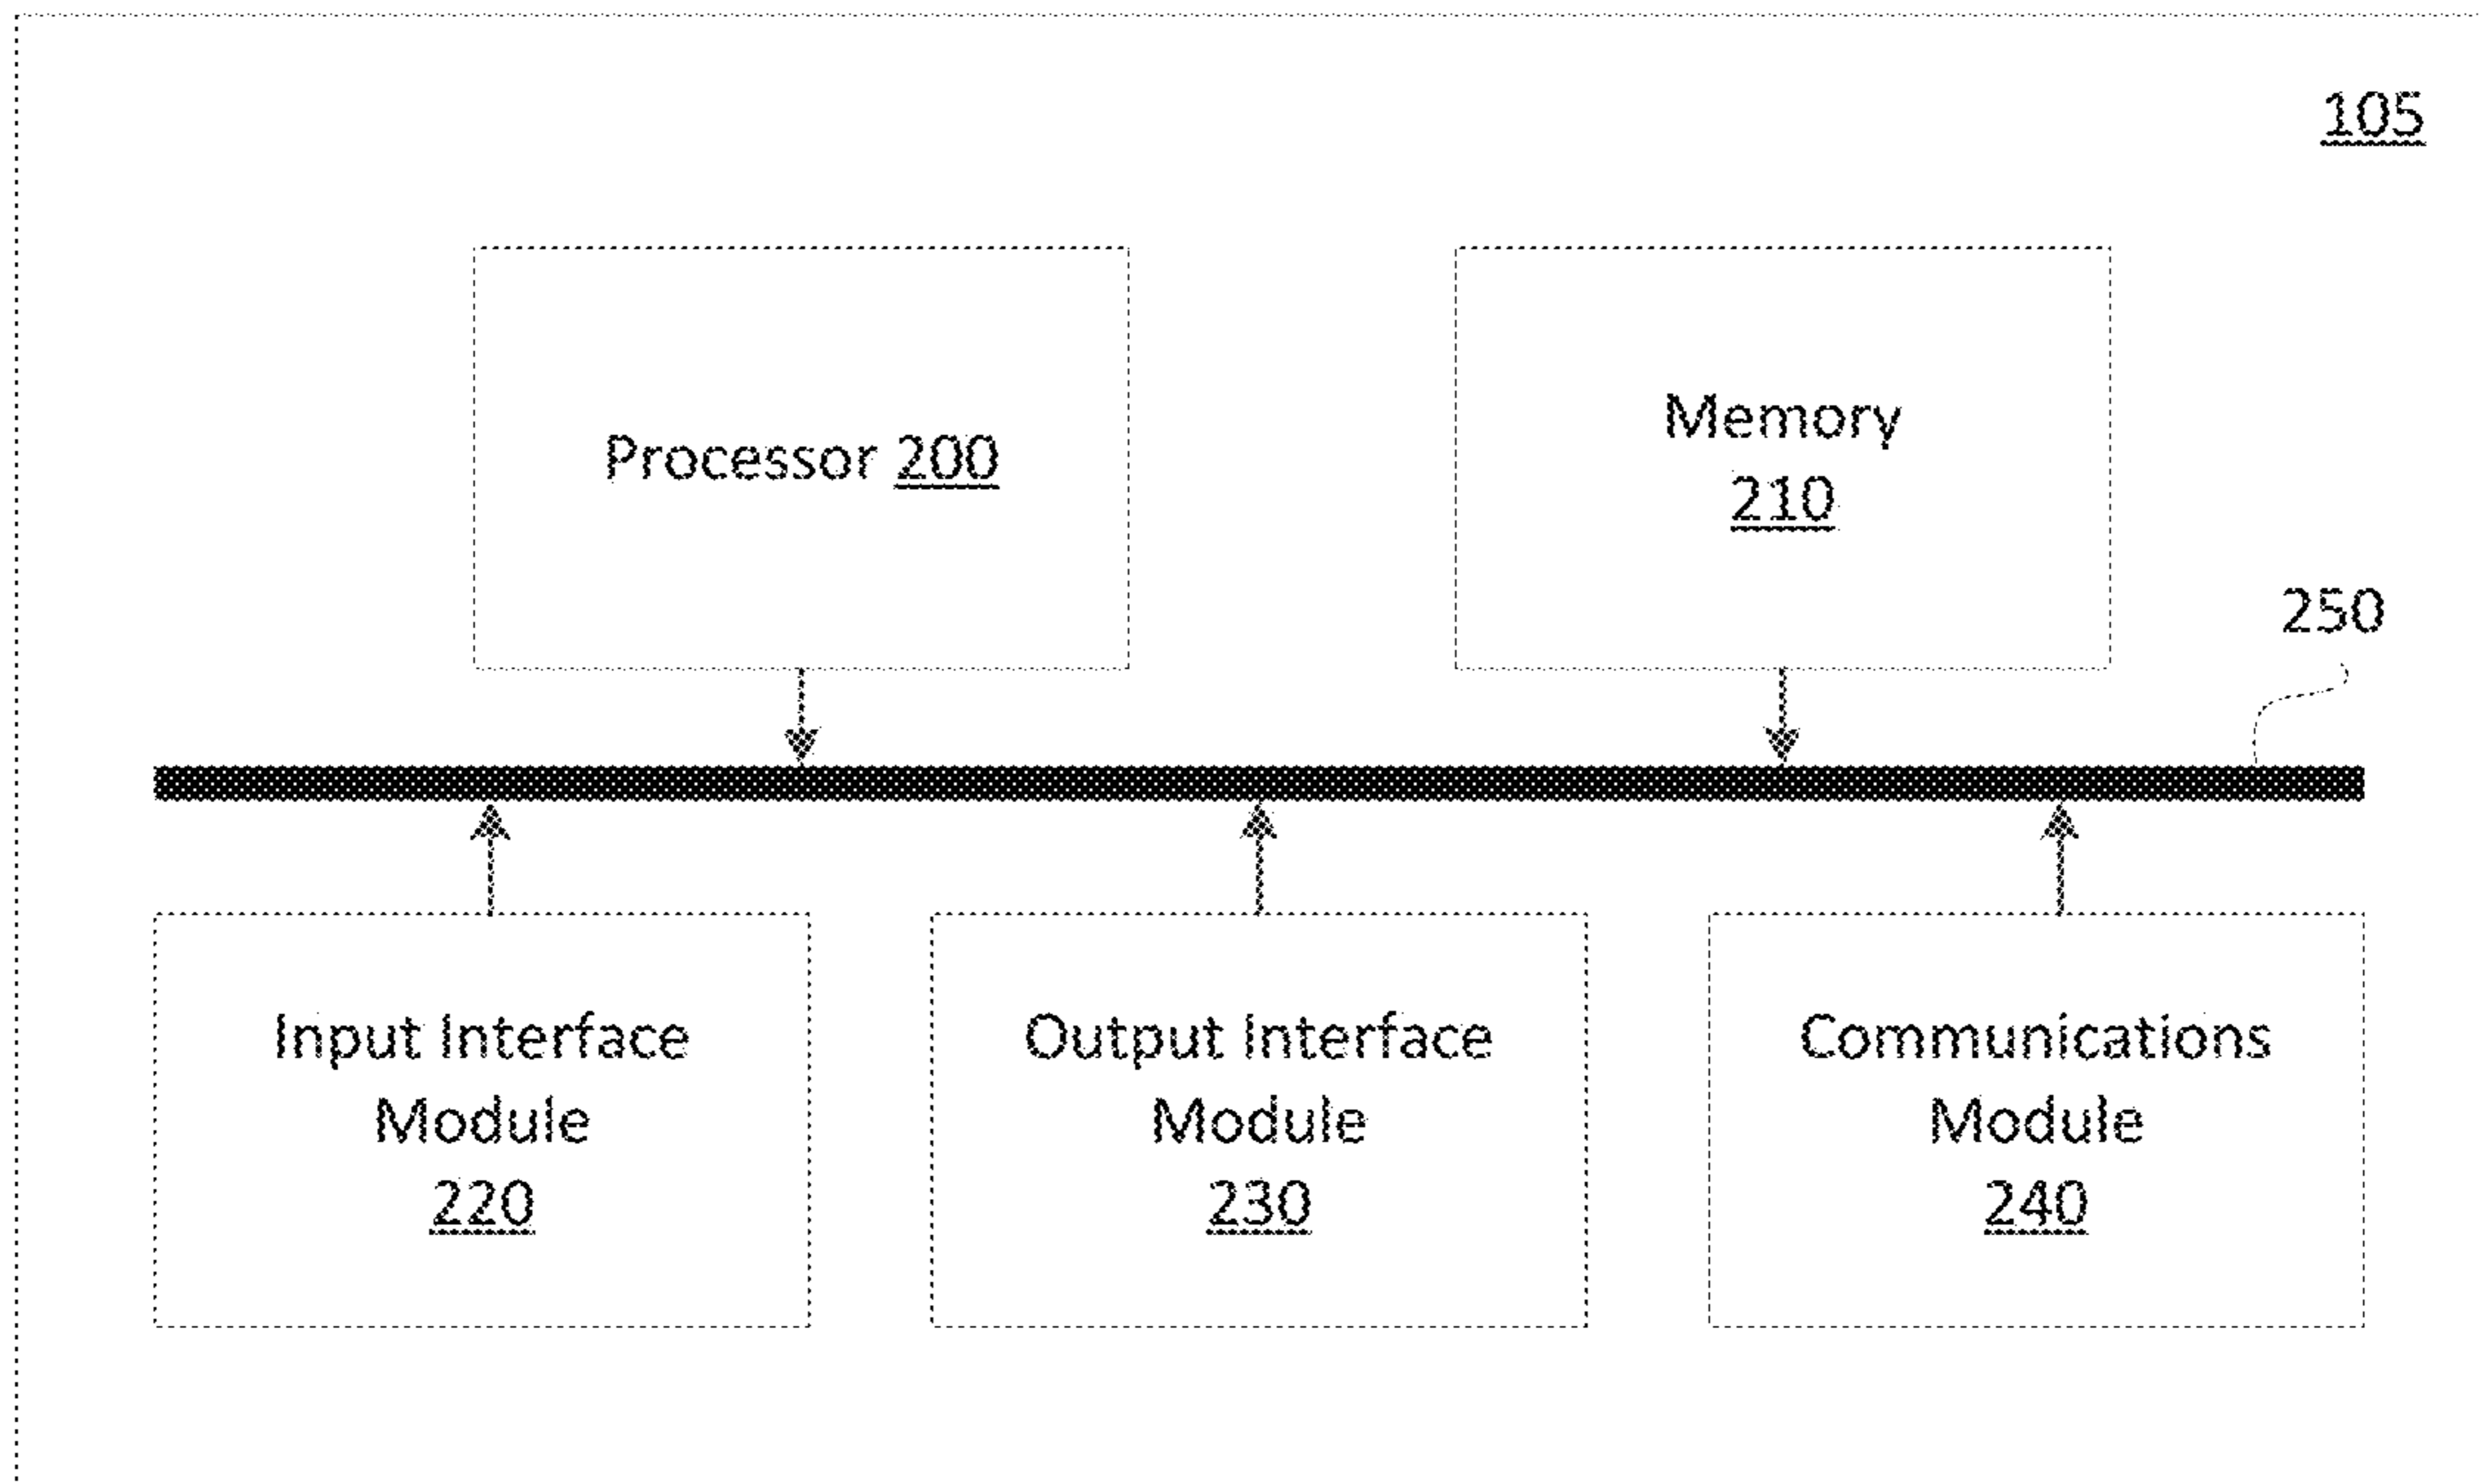 105
Processor 200
Memory
210
250
Input Interface
Module
220
Output Interface
Module
230
Communications
Module
240